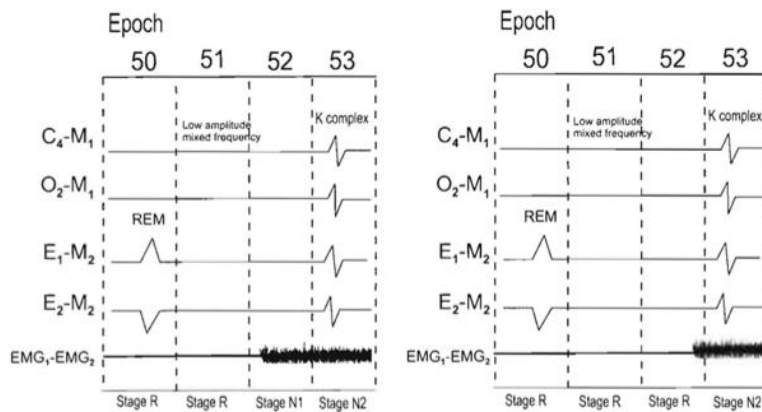 Epoch
50 51 52 53
C₄-M₁
Low amplitude
mixed frequency
K complex
O₂-M₁
REM
E₁-M₂
E₂-M₂
EMG₁-EMG₂
Stage R Stage R Stage N1 Stage N2
Epoch
50 51 52 53
C₄-M₁
Low amplitude
mixed frequency
K complex
O₂-M₁
REM
E₁-M₂
E₂-M₂
EMG₁-EMG₂
Stage R Stage R Stage R Stage N2